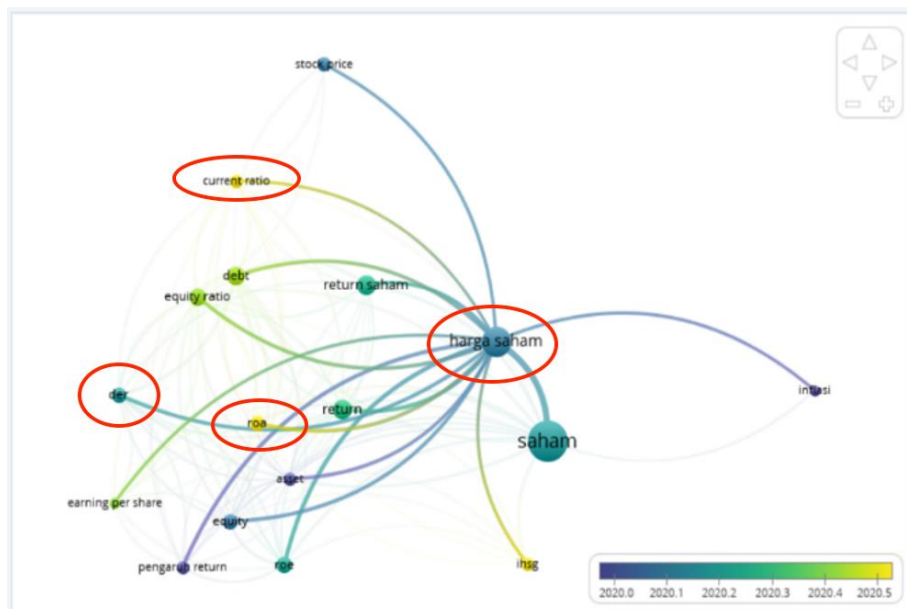 stock price
current ratio
debt
return saham
equity ratio
harga saham
inflasi
der
return
roa
saham
asset
earning per share
equity
ihsg
pengaruh return
roe
2020.0 2020.1 2020.2 2020.3 2020.4 2020.5